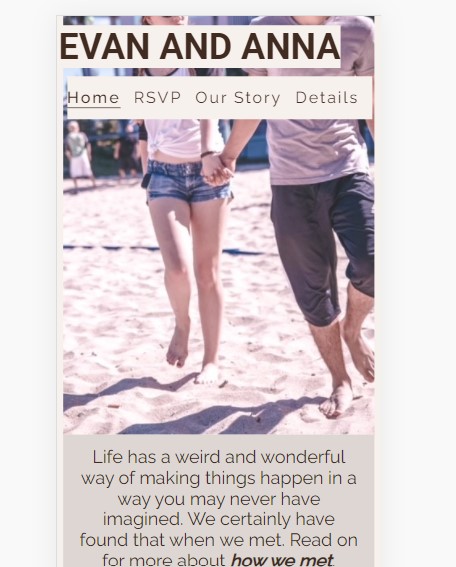 EVAN AND ANNA
Home RSVP Our Story Details
Life has a weird and wonderful
way of making things happen in a
way you may never have
imagined. We certainly have
found that when we met. Read on
for more about how we met.